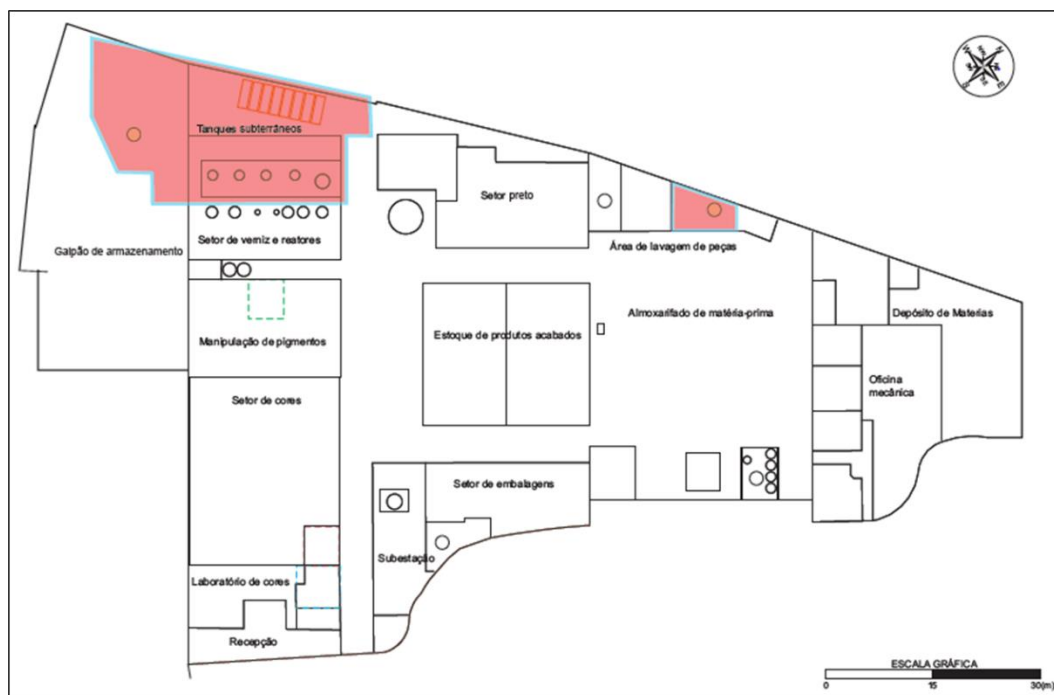 N
E
S
W
Tanques subterrâneos
Setor preto
Setor de verniz e reatores
Galpão de armazenamento
Área de lavagem de peças
Almoxarifado de matéria-prima
Depósito de Materias
Estoque de produtos acabados
Manipulação de pigmentos
Oficina
mecânica
Setor de cores
Setor de embalagens
Subestação
Laboratório de cores
Recepção
ESCALA GRÁFICA
0 15 30(m)